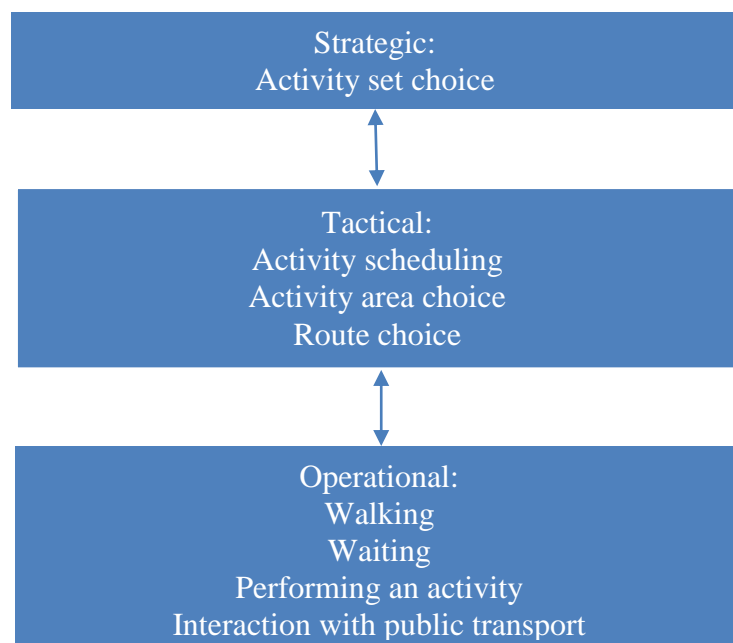 Strategic:
Activity set choice
Tactical:
Activity scheduling
Activity area choice
Route choice
Operational:
Walking
Waiting
Performing an activity
Interaction with public transport